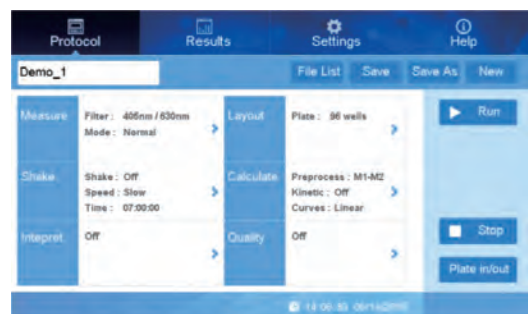 Protocol
Results
Settings
Help
Demo_1
File List
Save
Save As
New
Measure
Filter : 405nm / 630nm
Mode : Normal
Layout
Plate : 96 wells
Run
Shake
Shake : Off
Speed : Slow
Time : 07:00:00
Calculate
Preprocess : M1-M2
Kinetic : Off
Curves : Linear
Intepret
Off
Quality
Off
Stop
Plate in/out